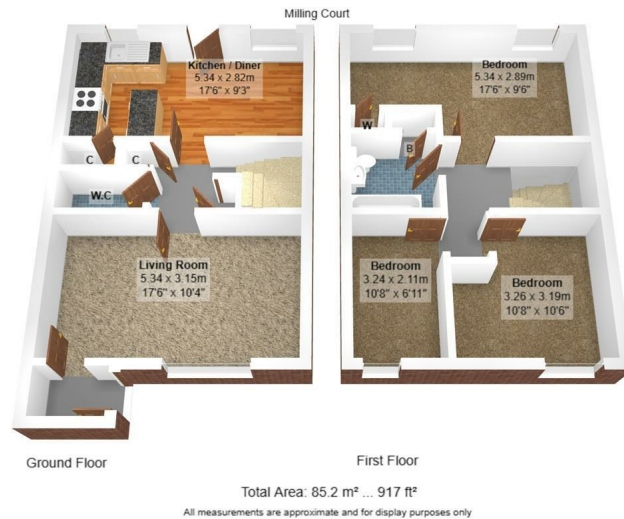 Milling Court
Kitchen / Diner
5.34 x 2.82m
17'6" x 9'3"
C
C
W.C
Living Room
5.34 x 3.15m
17'6" x 10'4"
Bedroom
5.34 x 2.89m
17'6" x 9'6"
W
B
Bedroom
3.24 x 2.11m
10'8" x 6'11"
Bedroom
3.26 x 3.19m
10'8" x 10'6"
Ground Floor
First Floor
Total Area: 85.2 m² ... 917 ft²
All measurements are approximate and for display purposes only